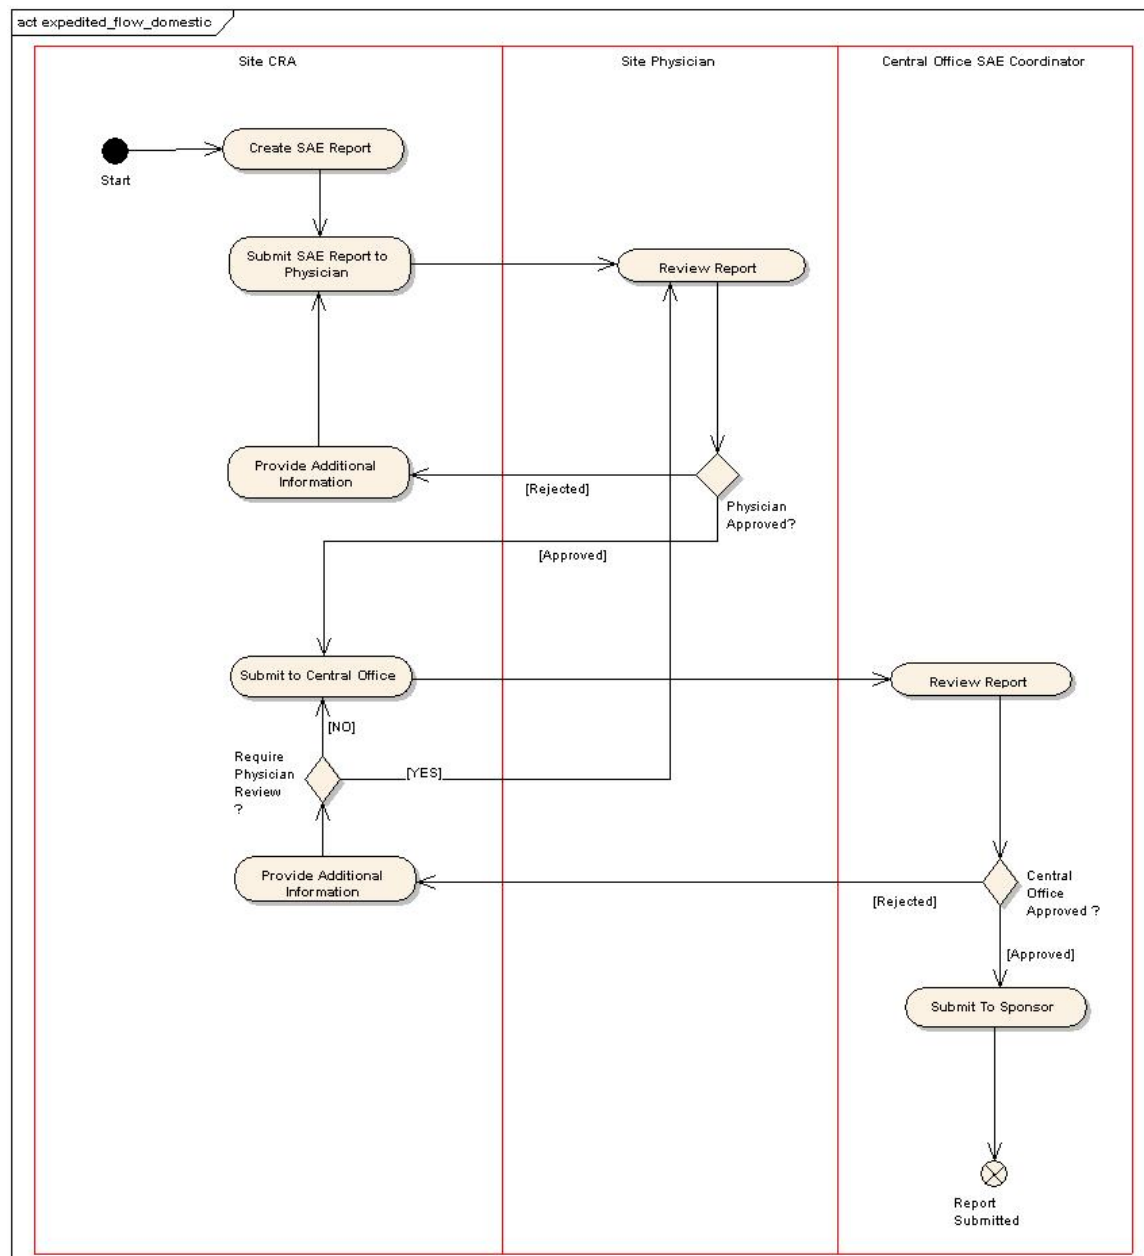 act expedited_flow_domestic
Site CRA
Site Physician
Central Office SAE Coordinator
Create SAE Report
Start
Submit SAE Report to
Physician
Review Report
Provide Additional
Information
[Rejected]
Physician
Approved?
[Approved]
Submit to Central Office
Review Report
[NO]
Require
Physician
Review
?
[YES]
Provide Additional
Information
[Rejected]
Central
Office
Approved ?
[Approved]
Submit To Sponsor
Report
Submitted